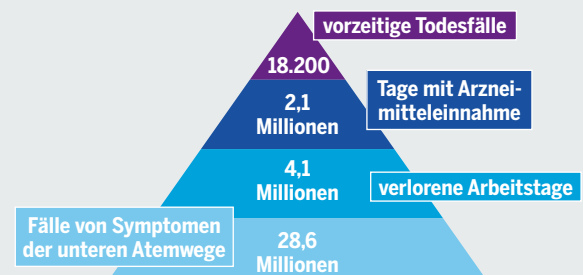 vorzeitige Todesfälle
18.200
Tage mit Arznei-
mitteleinnahme
2,1
Millionen
4,1
Millionen
verlorene Arbeitstage
Fälle von Symptomen
der unteren Atemwege
28,6
Millionen